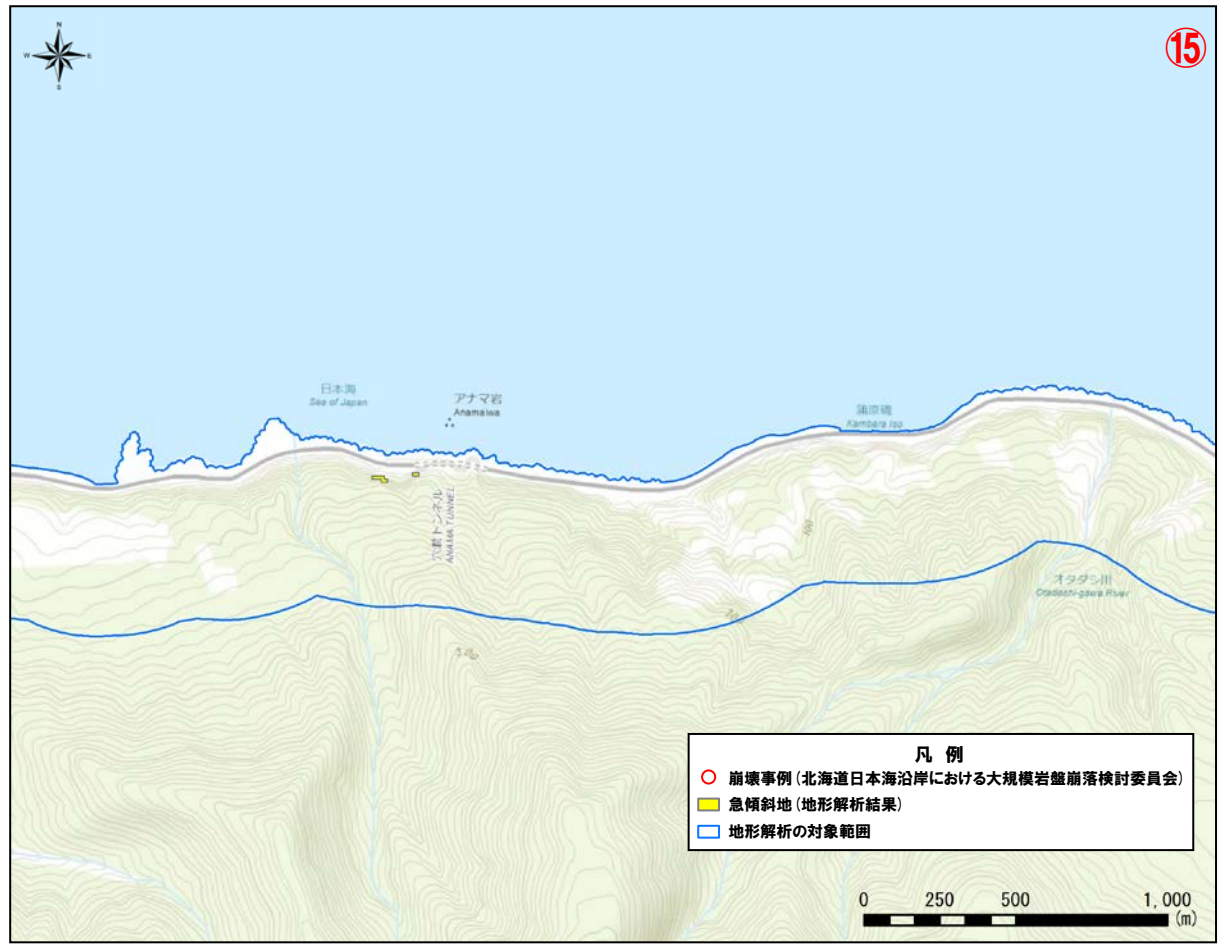 N
W E
S
⑮
日本海
Sea of Japan
アナマ岩
Anamaiwa
蒲原磯
Kambara Iso
穴澗トンネル
ANAMA TUNNEL
100
オタダシ川
Otadashi-gawa River
300
凡 例
崩壊事例(北海道日本海沿岸における大規模岩盤崩落検討委員会)
急傾斜地(地形解析結果)
地形解析の対象範囲
0 250 500 1,000
(m)